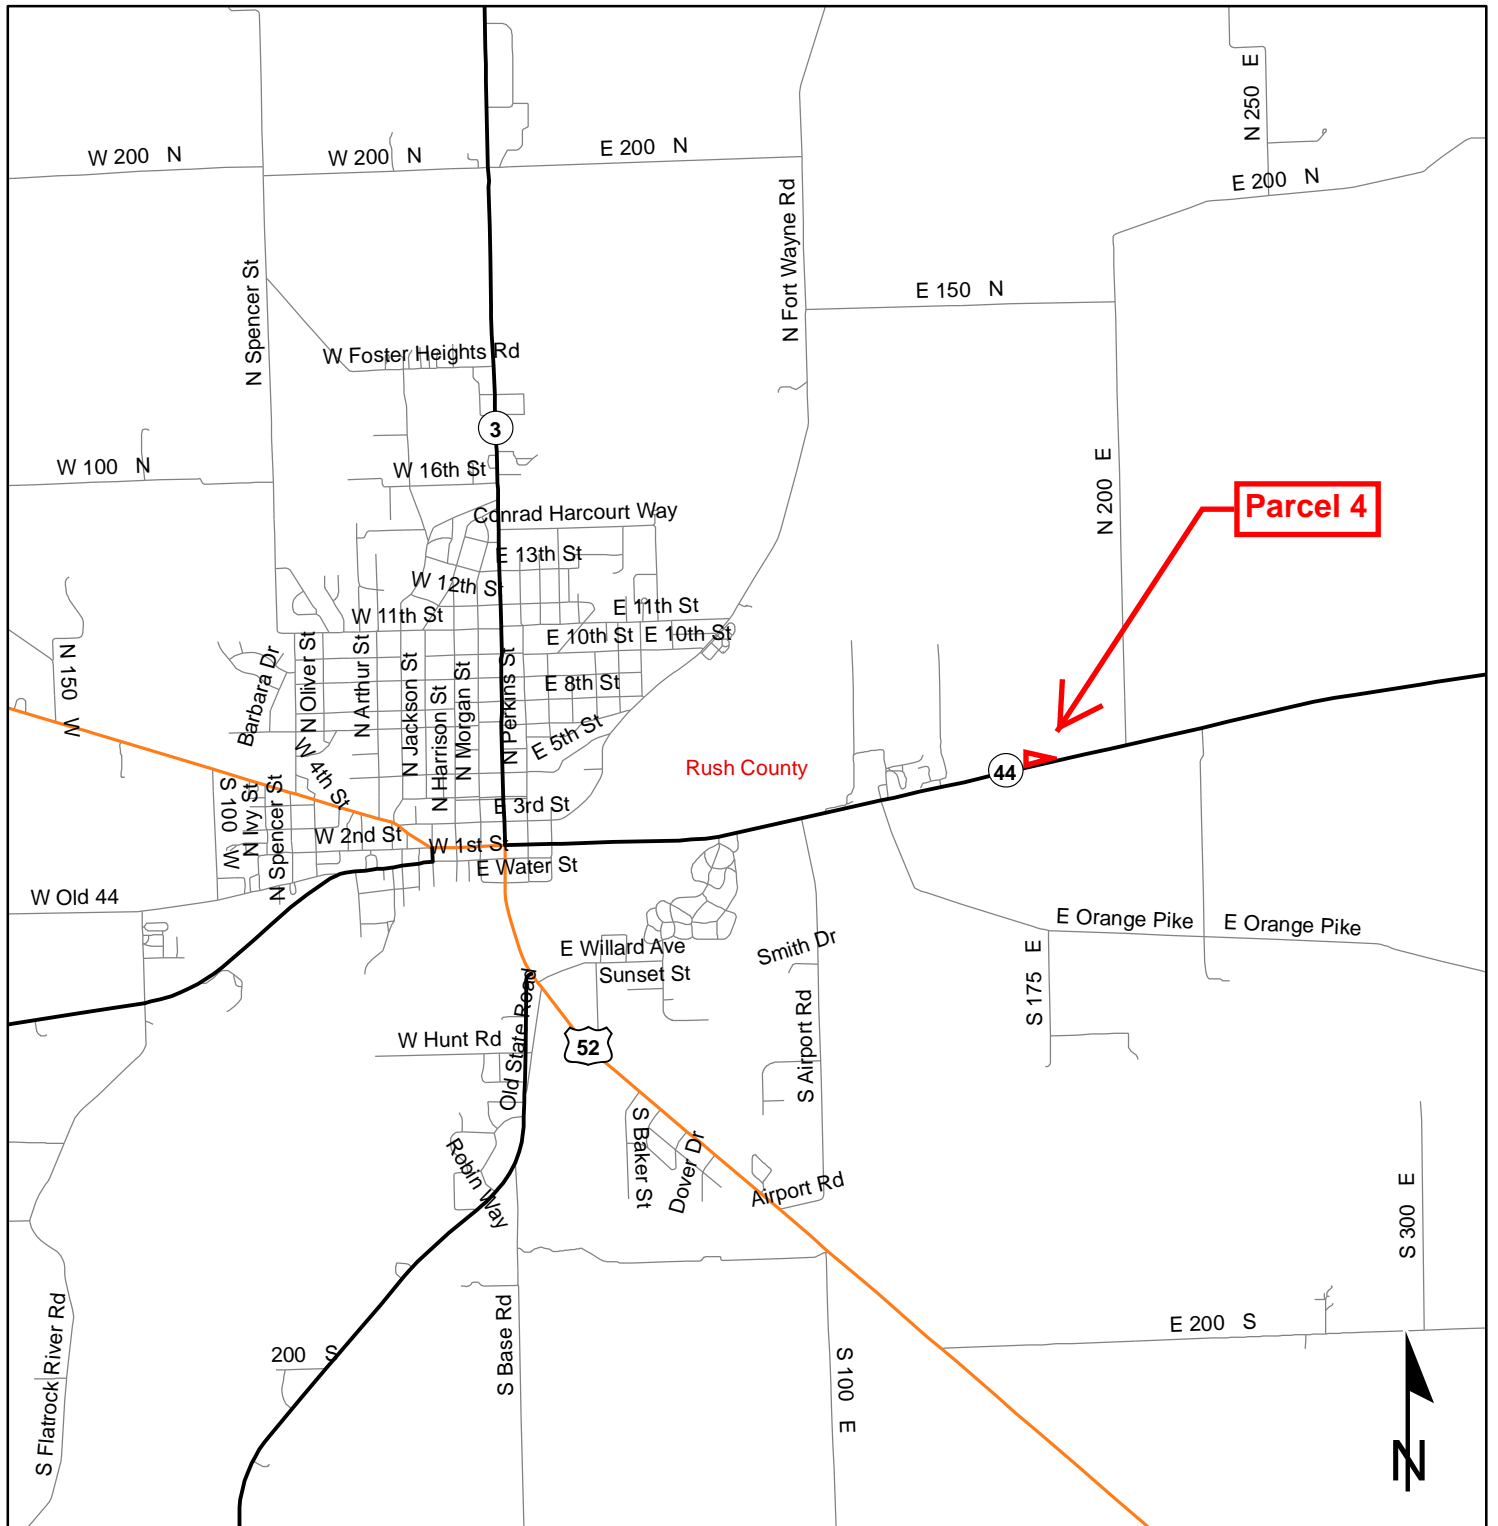 N 250 E
W 200 N
W 200 N
E 200 N
E 200 N
N Fort Wayne Rd
N Spencer St
E 150 N
W Foster Heights Rd
3
W 100 N
W 16th St
N 200 E
Parcel 4
Conrad Harcourt Way
E 13th St
W 12th St
W 11th St
E 11th St
E 10th St
E 10th St
N 150 W
Barbara Dr
N Oliver St
N Arthur St
N Jackson St
N Harrison St
N Morgan St
N Perkins St
E 8th St
E 5th St
W 4th St
Rush County
44
S 100 W
N Ivy St
N Spencer St
E 3rd St
W 2nd St
W 1st St
E Water St
W Old 44
E Orange Pike
E Orange Pike
E Willard Ave
Smith Dr
Sunset St
Old State Road
S 175 E
W Hunt Rd
52
S Airport Rd
S Baker St
Dover Dr
Robin Way
Airport Rd
S 300 E
S Flatrock River Rd
S Base Rd
E 200 S
200 S
S 100 E
N